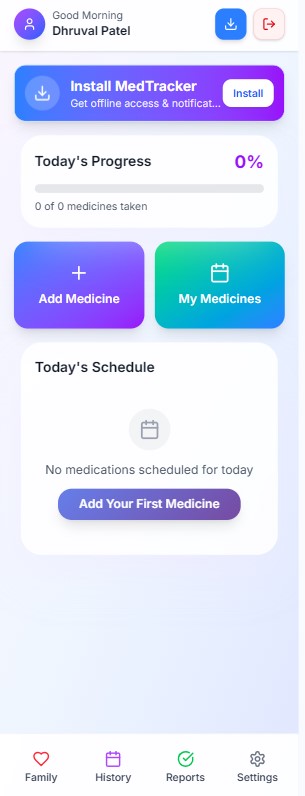 Good Morning
Dhruval Patel
Install MedTracker
Get offline access & notificat...
Install
Today's Progress
0%
0 of 0 medicines taken
Add Medicine
My Medicines
Today's Schedule
No medications scheduled for today
Add Your First Medicine
Family
History
Reports
Settings